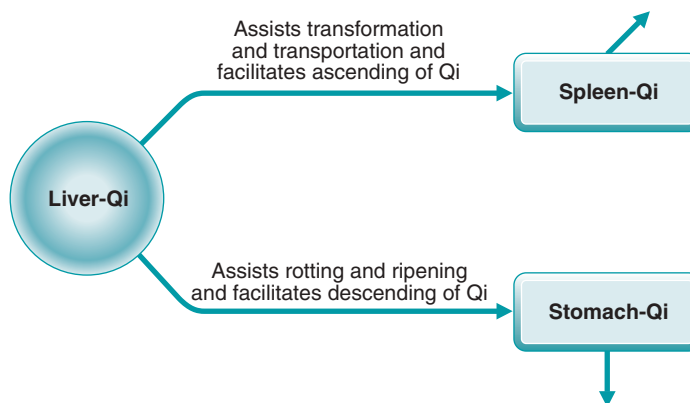 Assists transformation
and transportation and
facilitates ascending of Qi
Spleen-Qi
Liver-Qi
Assists rotting and ripening
and facilitates descending of Qi
Stomach-Qi